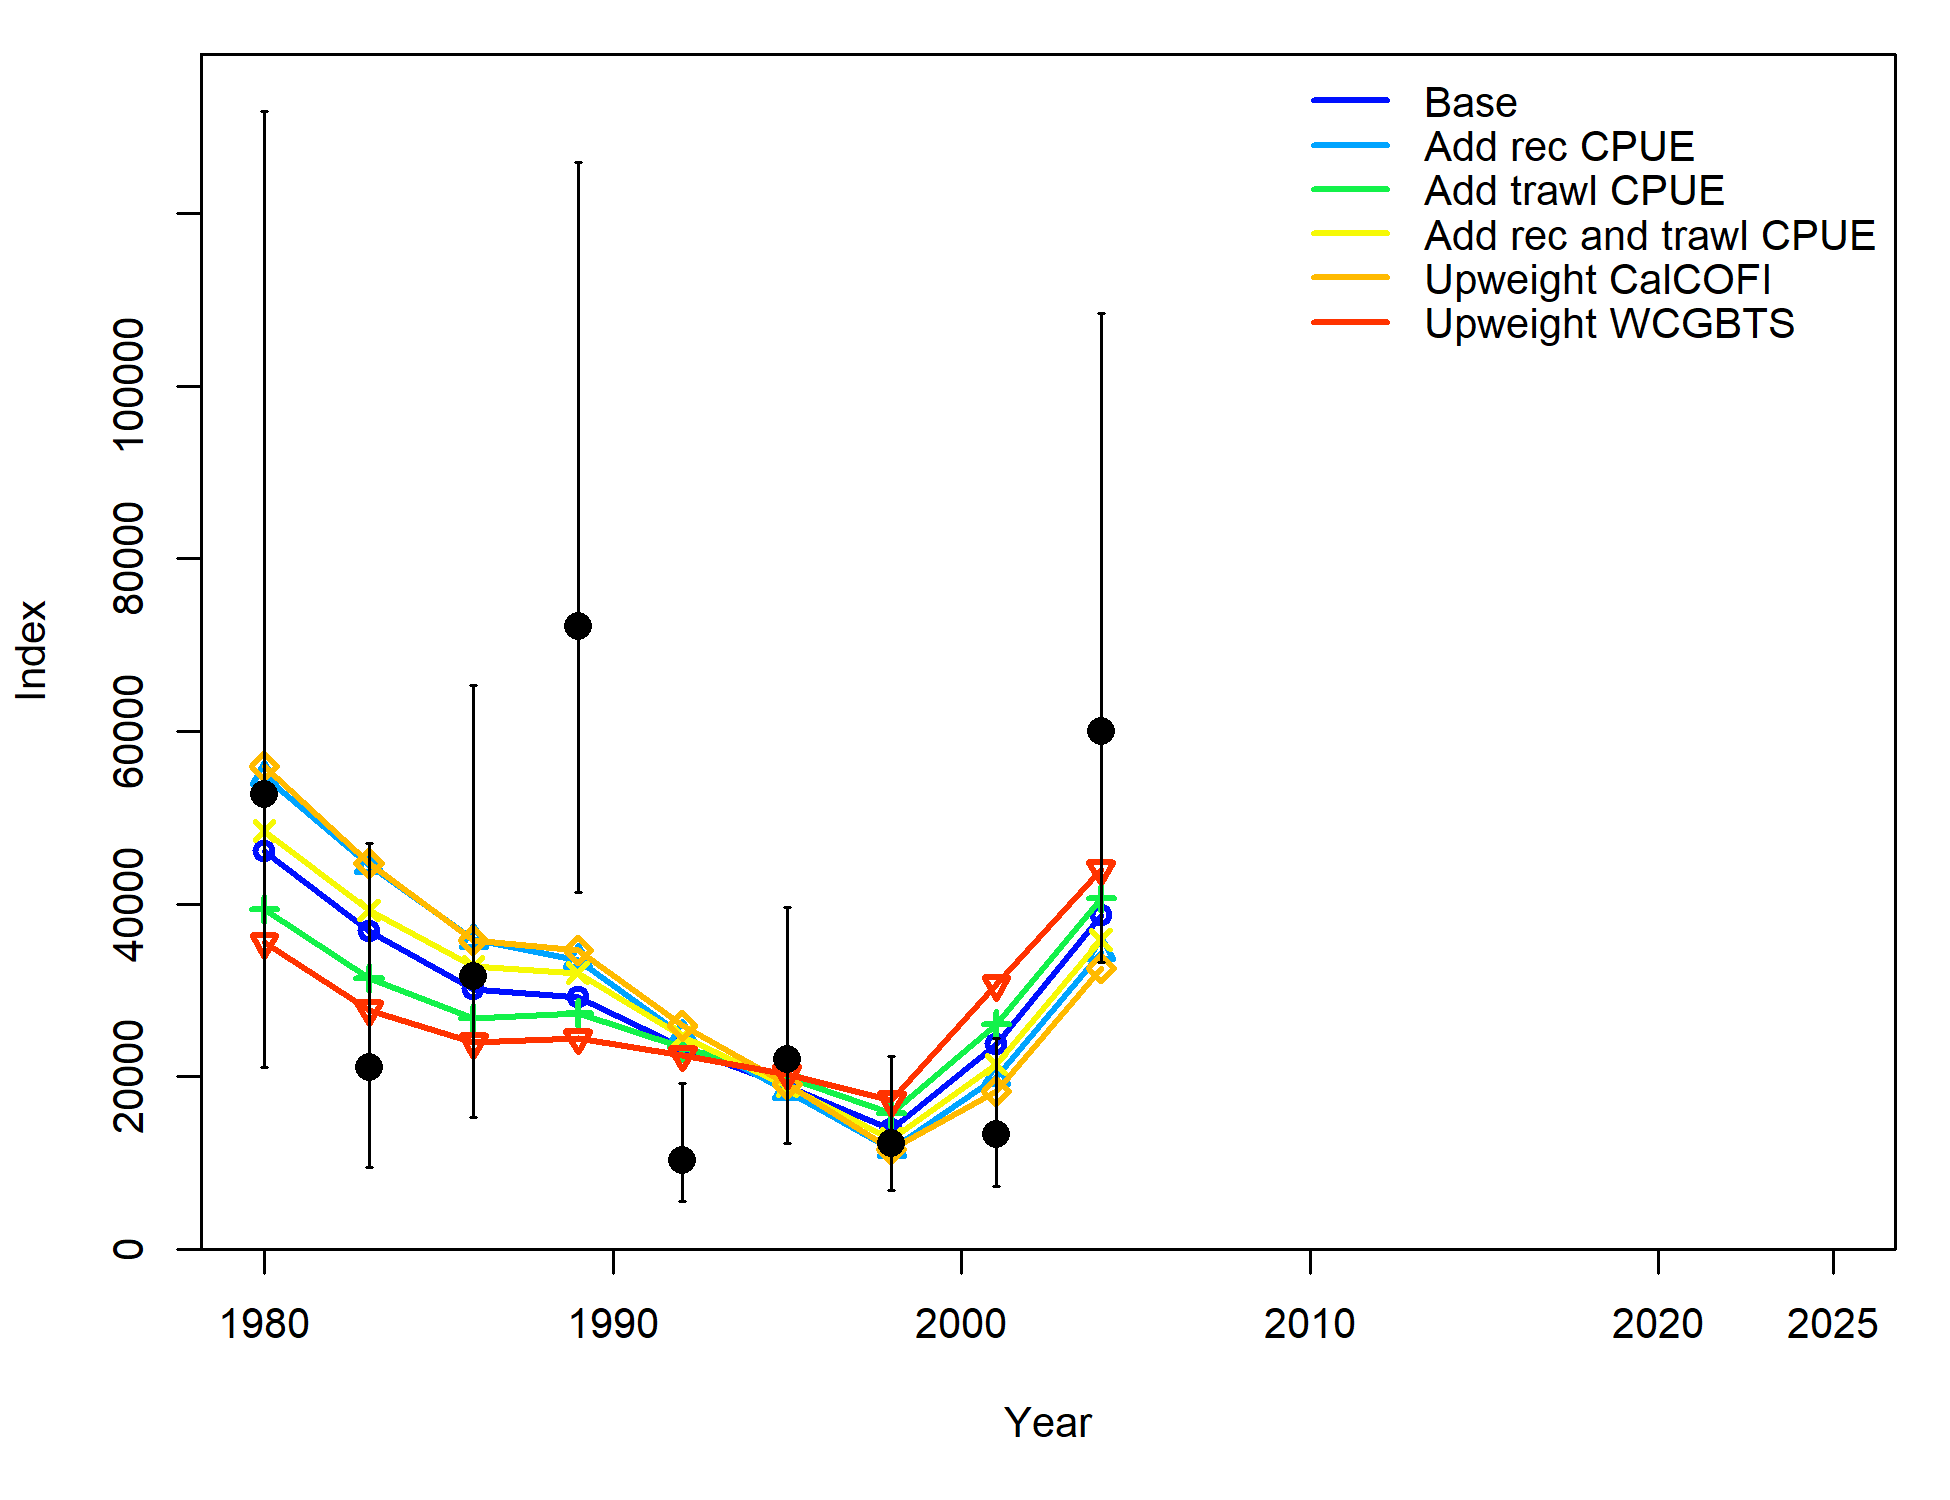 Base
Add rec CPUE
Add trawl CPUE
Add rec and trawl CPUE
Upweight CalCOFI
Upweight WCGBTS
Index
100000
80000
60000
40000
20000
0
1980 1990 2000 2010 2020 2025
Year